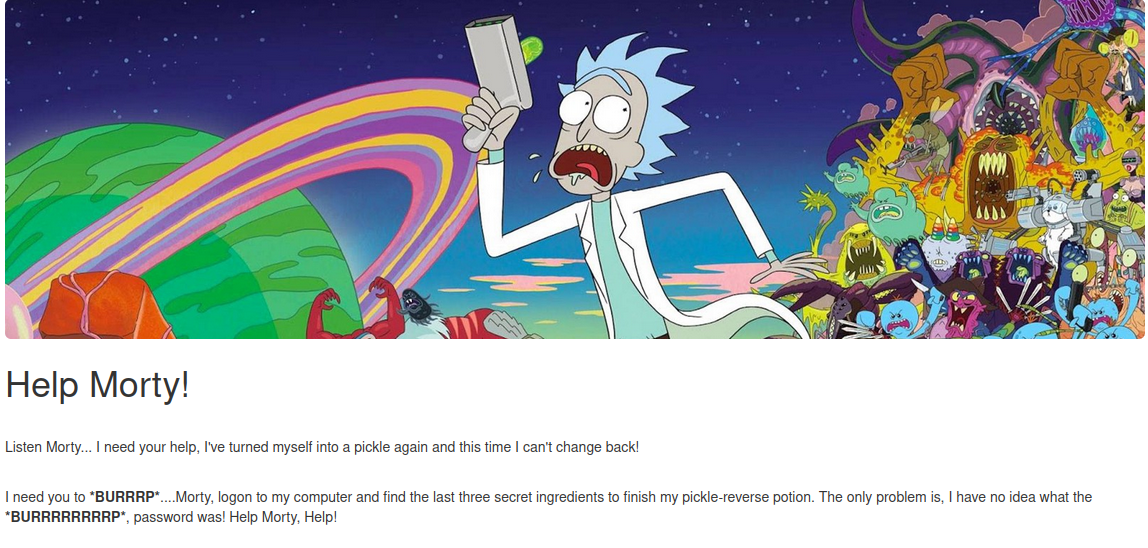 Help Morty!
Listen Morty... I need your help, I've turned myself into a pickle again and this time I can't change back!
I need you to *BURRRP*....Morty, logon to my computer and find the last three secret ingredients to finish my pickle-reverse potion. The only problem is, I have no idea what the
*BURRRRRRRRP*, password was! Help Morty, Help!